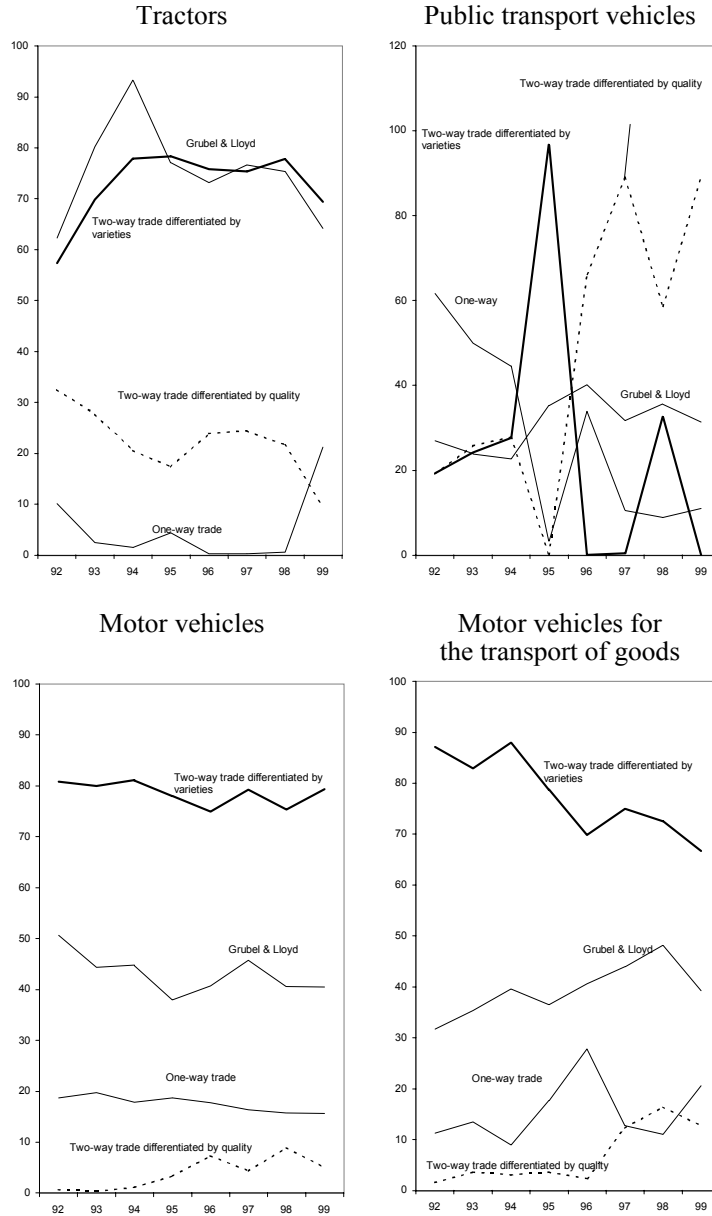 Tractors
100
90
80
70
60
50
40
30
20
10
0
Grubel & Lloyd
Two-way trade differentiated by
varieties
Two-way trade differentiated by quality
One-way trade
92 93 94 95 96 97 98 99
Public transport vehicles
120
100
80
60
40
20
0
Two-way trade differentiated by quality
Two-way trade differentiated by
varieties
One-way
Grubel & Lloyd
92 93 94 95 96 97 98 99
Motor vehicles
100
90
80
70
60
50
40
30
20
10
0
Two-way trade differentiated by
varieties
Grubel & Lloyd
One-way trade
Two-way trade differentiated by quality
92 93 94 95 96 97 98 99
Motor vehicles for
the transport of goods
100
90
80
70
60
50
40
30
20
10
0
Two-way trade differentiated by
varieties
Grubel & Lloyd
One-way trade
Two-way trade differentiated by quality
92 93 94 95 96 97 98 99